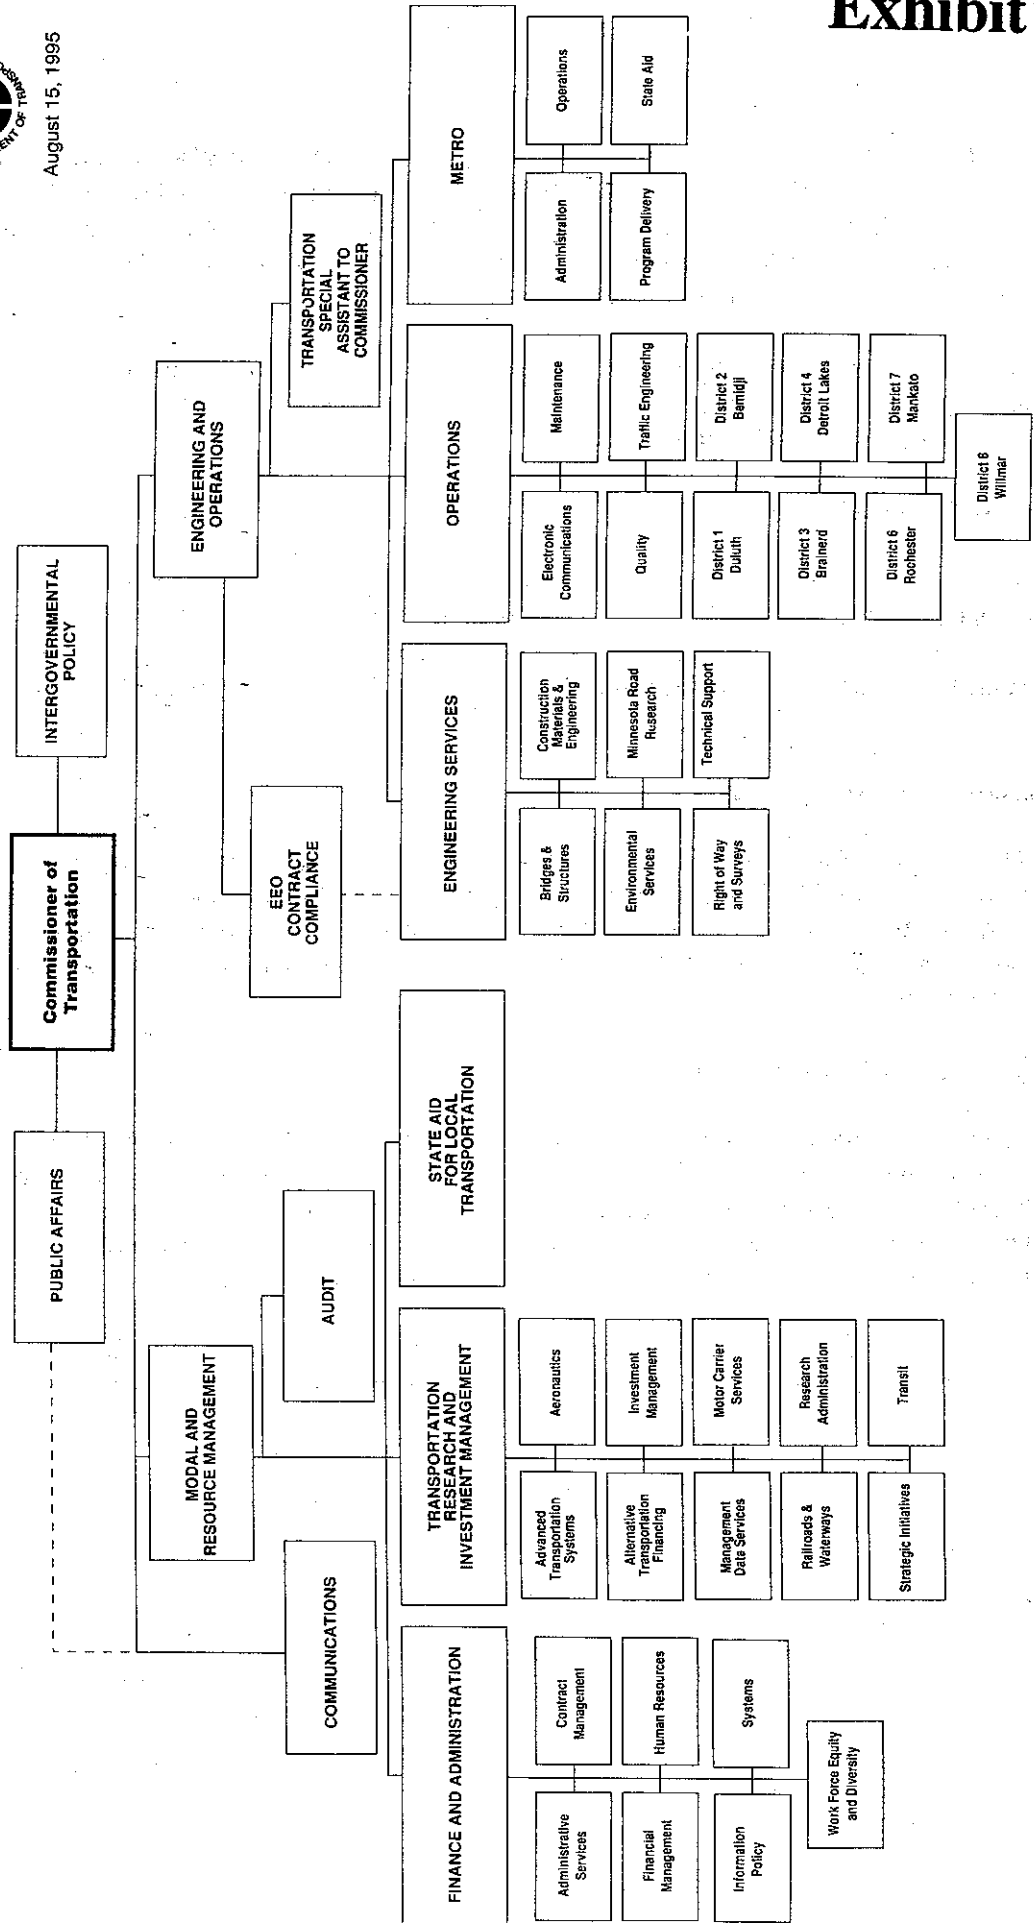 Exhibit
August 15, 1995
Commissioner of
Transportation
PUBLIC AFFAIRS
INTERGOVERNMENTAL
POLICY
MODAL AND
RESOURCE MANAGEMENT
ENGINEERING AND
OPERATIONS
COMMUNICATIONS
AUDIT
EEO
CONTRACT
COMPLIANCE
TRANSPORTATION
SPECIAL
ASSISTANT TO
COMMISSIONER
FINANCE AND ADMINISTRATION
TRANSPORTATION
RESEARCH AND
INVESTMENT MANAGEMENT
STATE AID
FOR LOCAL
TRANSPORTATION
ENGINEERING SERVICES
OPERATIONS
METRO
Administrative
Services
Contract
Management
Financial
Management
Human Resources
Information
Policy
Systems
Work Force Equity
and Diversity
Advanced
Transportation
Systems
Aeronautics
Alternative
Transportation
Financing
Investment
Management
Management
Data Services
Motor Carrier
Services
Railroads &
Waterways
Research
Administration
Strategic Initiatives
Transit
Bridges &
Structures
Construction
Materials &
Engineering
Environmental
Services
Minnesota Road
Research
Right of Way
and Surveys
Technical Support
Electronic
Communications
Maintenance
Quality
Traffic Engineering
District 1
Duluth
District 2
Bemidji
District 3
Brainerd
District 4
Detroit Lakes
District 6
Rochester
District 7
Mankato
District 8
Willmar
Administration
Operations
Program Delivery
State Aid